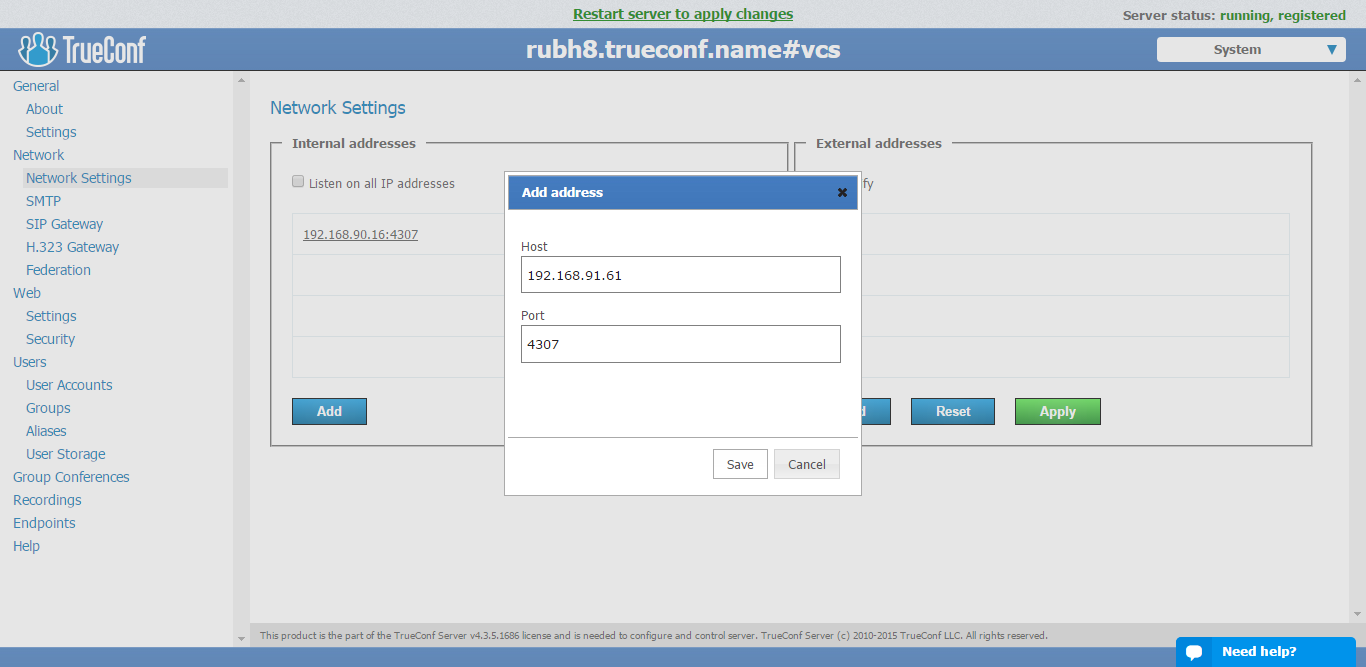 Restart server to apply changes
Server status: running, registered
TrueConf
rubh8.trueconf.name#vcs
System
General
About
Settings
Network
Network Settings
SMTP
SIP Gateway
H.323 Gateway
Federation
Web
Settings
Security
Users
User Accounts
Groups
Aliases
User Storage
Group Conferences
Recordings
Endpoints
Help
Network Settings
Internal addresses
External addresses
Listen on all IP addresses
192.168.90.16:4307
Add
Reset
Apply
Add address
Host
192.168.91.61
Port
4307
Save
Cancel
This product is the part of the TrueConf Server v4.3.5.1686 license and is needed to configure and control server. TrueConf Server (c) 2010-2015 TrueConf LLC. All rights reserved.
Need help?